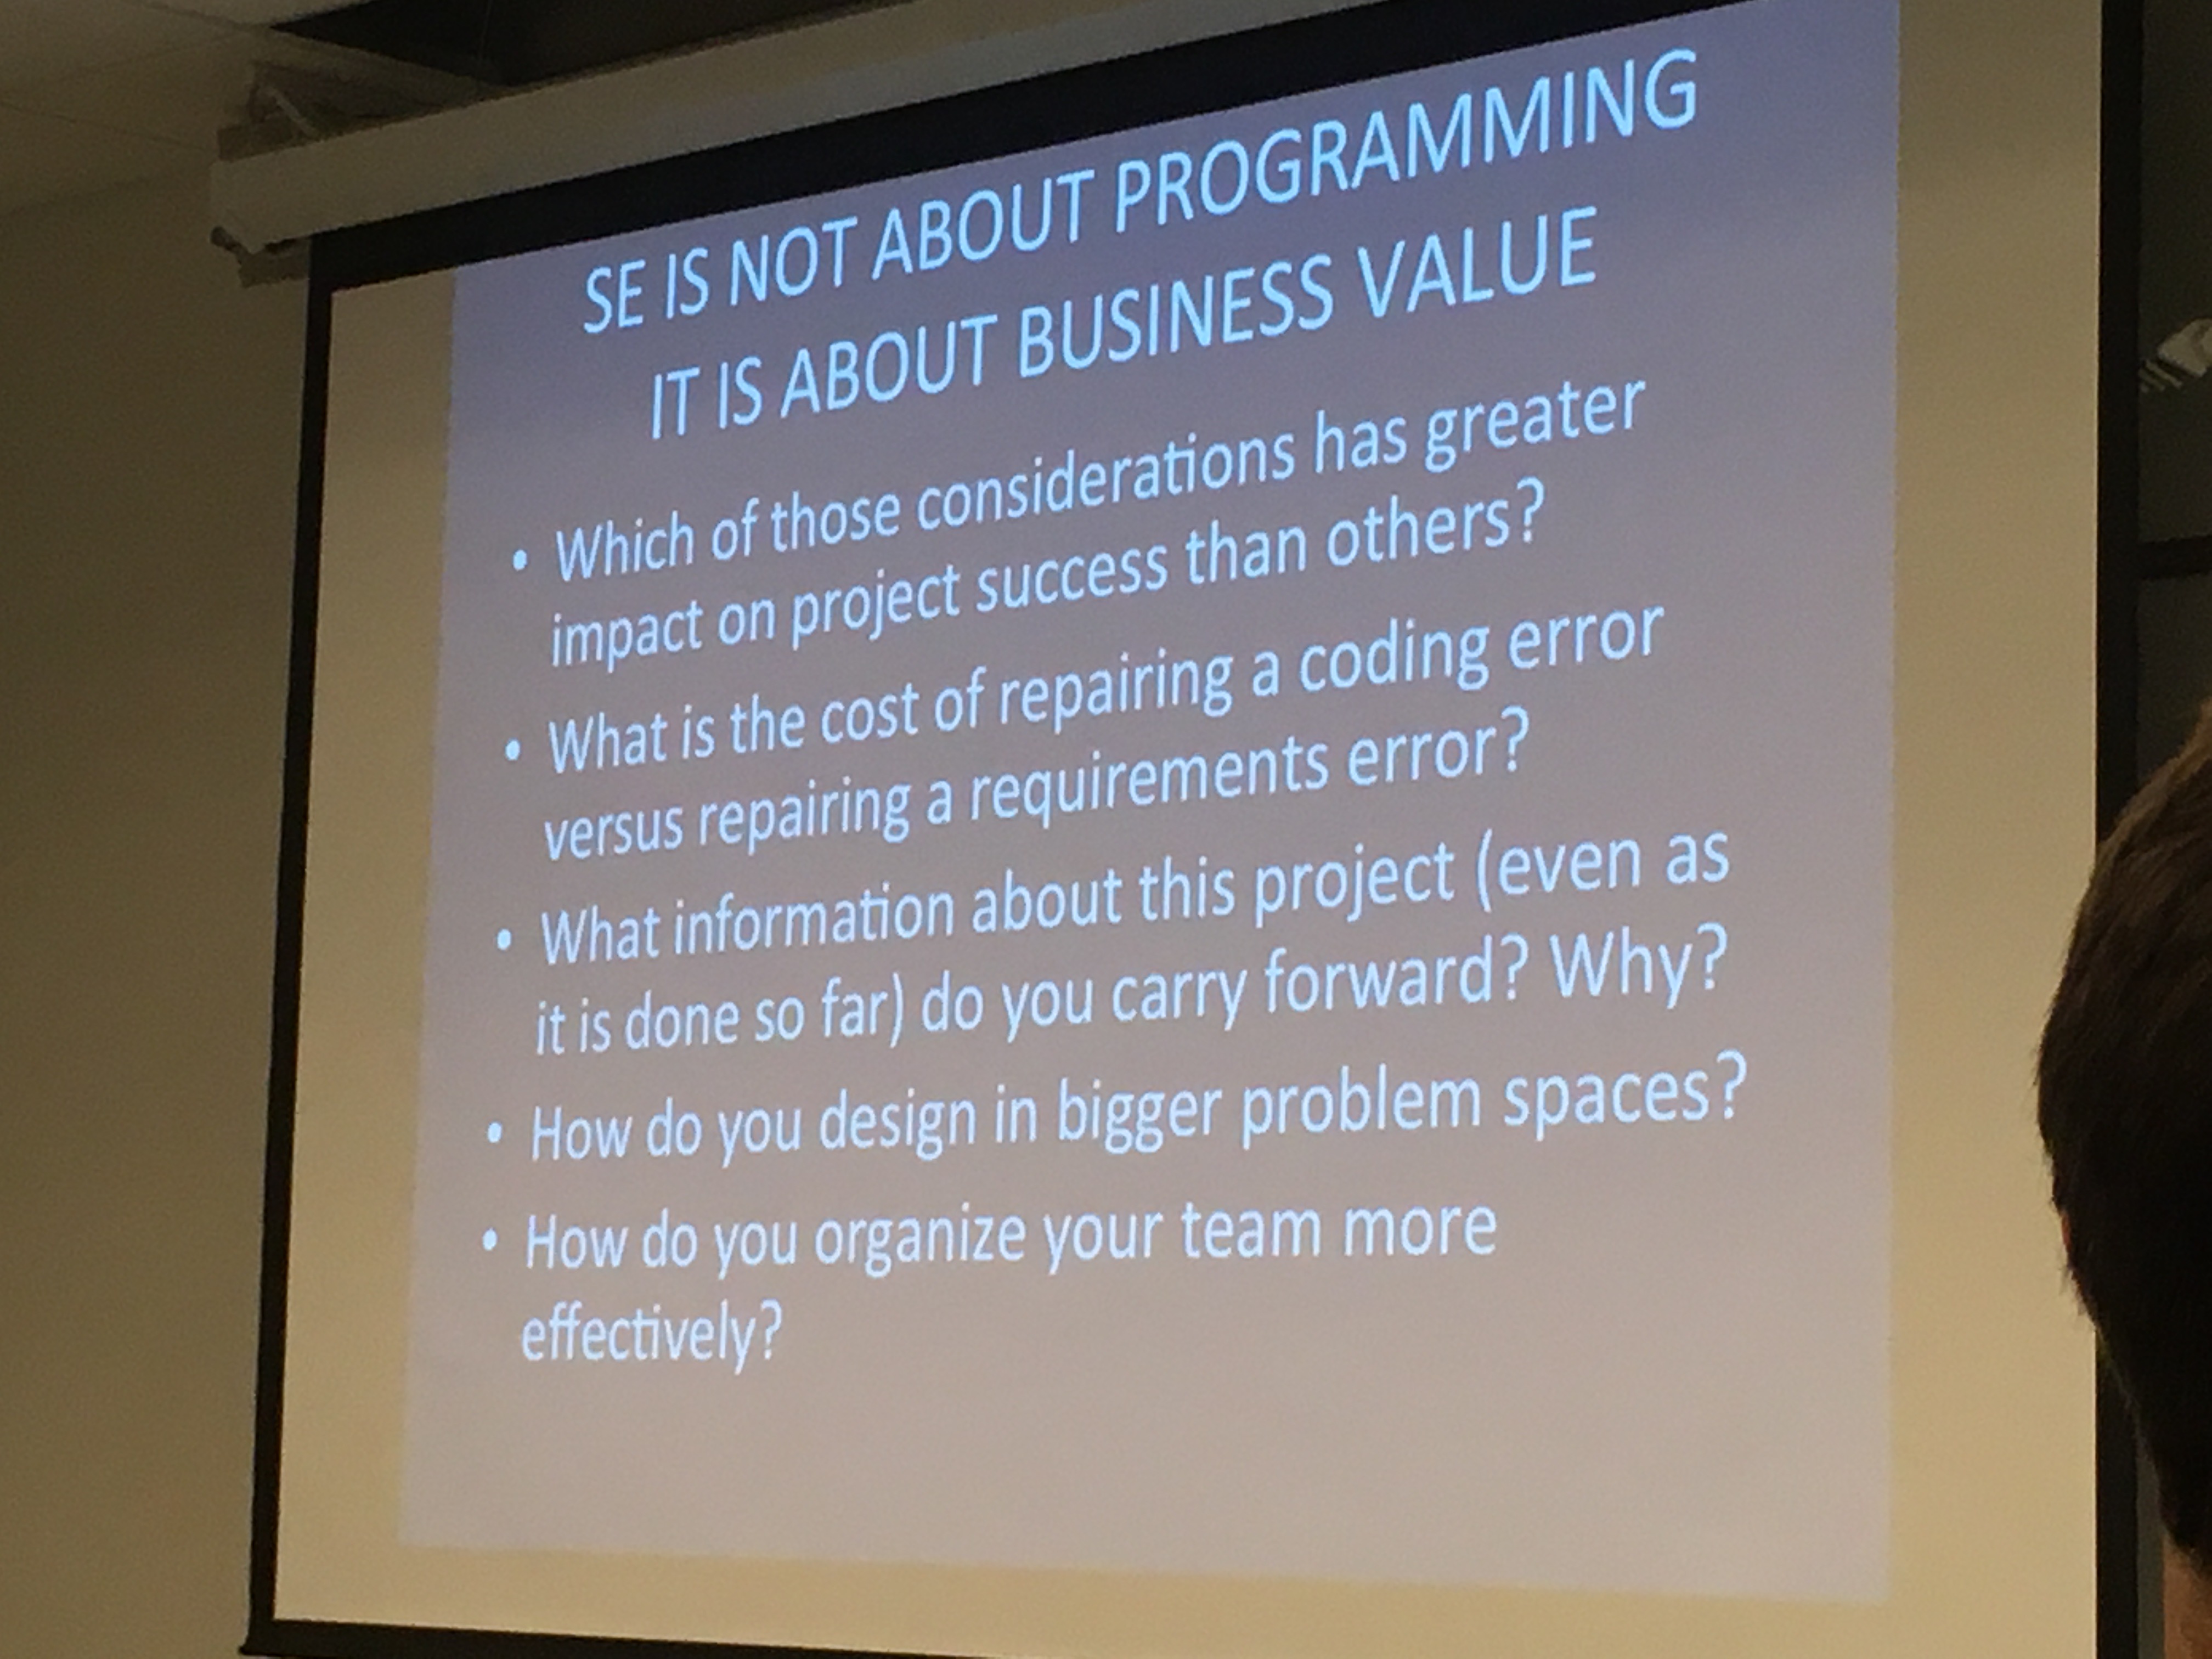 SE IS NOT ABOUT PROGRAMMING
IT IS ABOUT BUSINESS VALUE
• Which of those considerations has greater
impact on project success than others?
• What is the cost of repairing a coding error
versus repairing a requirements error?
• What information about this project (even as
it is done so far) do you carry forward? Why?
• How do you design in bigger problem spaces?
• How do you organize your team more
effectively?